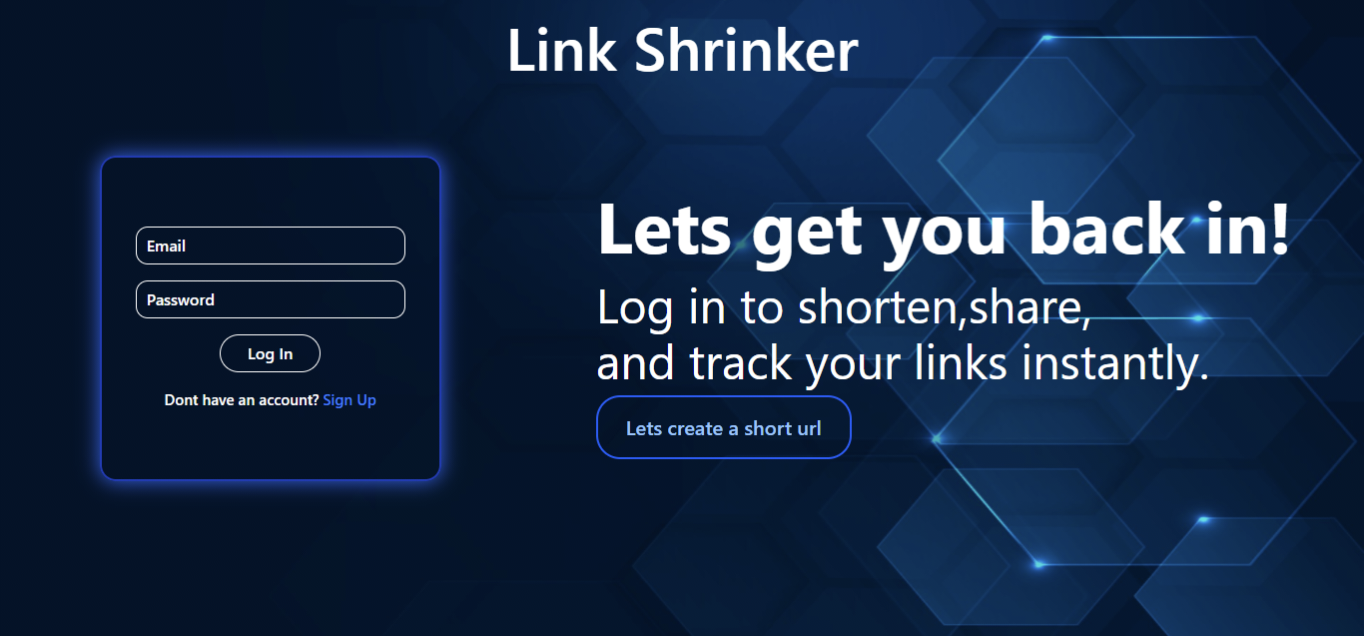 Link Shrinker
Email
Password
Log In
Dont have an account? Sign Up
Lets get you back in!
Log in to shorten,share,
and track your links instantly.
Lets create a short url